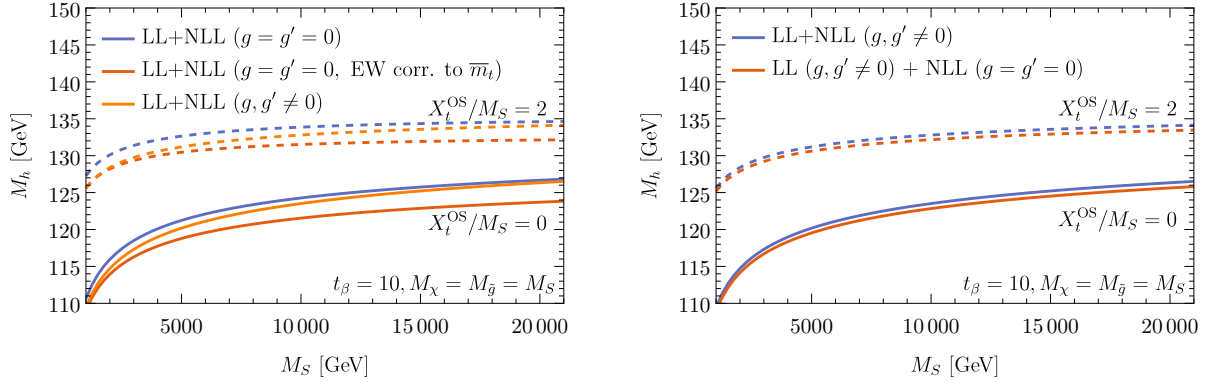 150
145
140
135
130
125
120
115
110
M_h [GeV]
LL+NLL (g = g′ = 0)
LL+NLL (g = g′ = 0, EW corr. to m̅_t)
LL+NLL (g, g′ ≠ 0)
X_t^OS/M_S = 2
X_t^OS/M_S = 0
t_β = 10, M_χ = M_g̃ = M_S
5000 10 000 15 000 20 000
M_S [GeV]
150
145
140
135
130
125
120
115
110
M_h [GeV]
LL+NLL (g, g′ ≠ 0)
LL (g, g′ ≠ 0) + NLL (g = g′ = 0)
X_t^OS/M_S = 2
X_t^OS/M_S = 0
t_β = 10, M_χ = M_g̃ = M_S
5000 10 000 15 000 20 000
M_S [GeV]